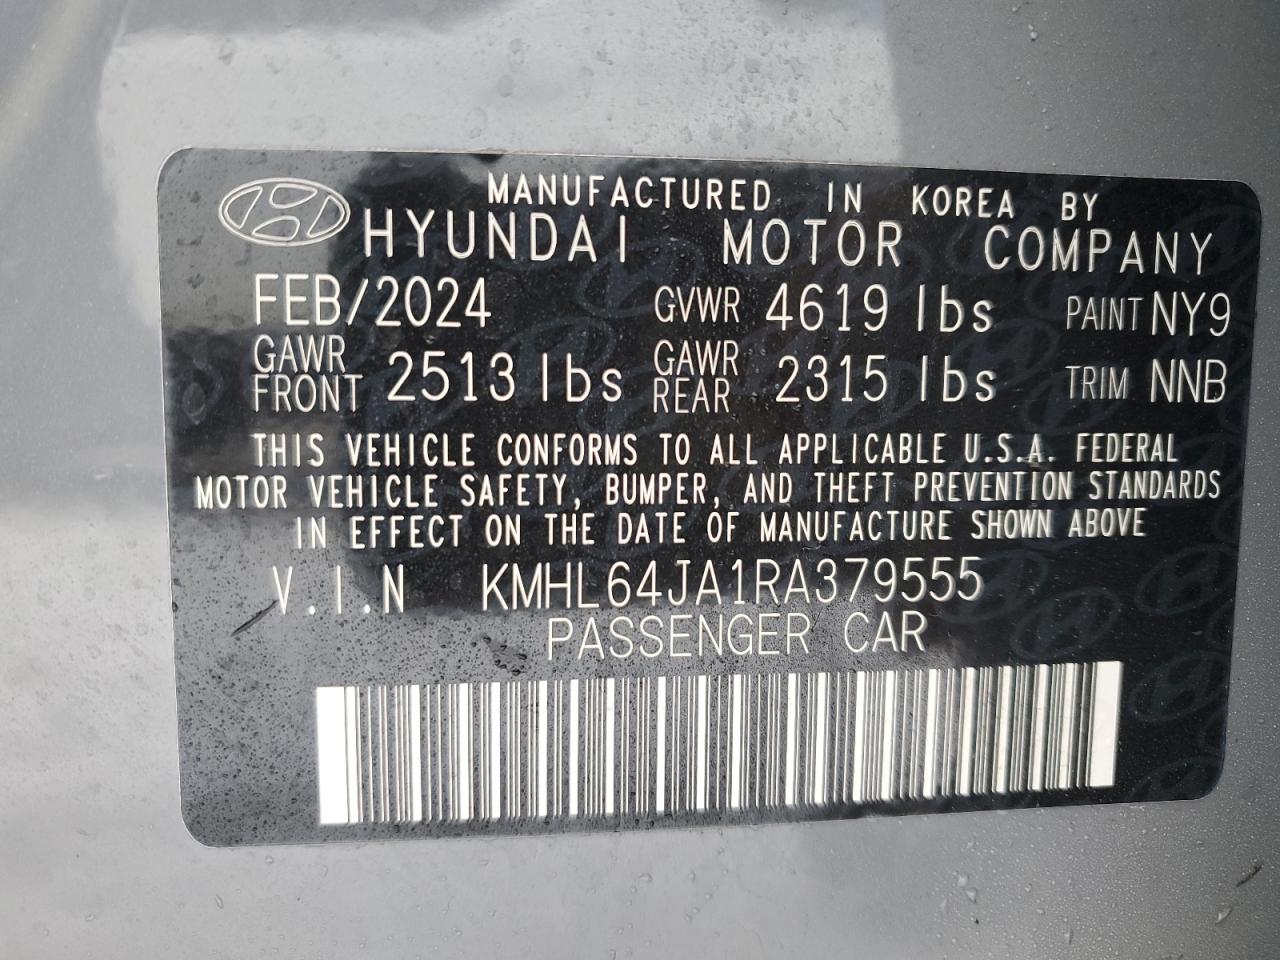 MANUFACTURED IN KOREA BY
HYUNDAI MOTOR COMPANY
FEB/2024 GVWR 4619 lbs PAINT NY9
GAWR FRONT 2513 lbs GAWR REAR 2315 lbs TRIM NNB
THIS VEHICLE CONFORMS TO ALL APPLICABLE U.S.A. FEDERAL
MOTOR VEHICLE SAFETY, BUMPER, AND THEFT PREVENTION STANDARDS
IN EFFECT ON THE DATE OF MANUFACTURE SHOWN ABOVE
V.I.N KMHL64JA1RA379555
PASSENGER CAR